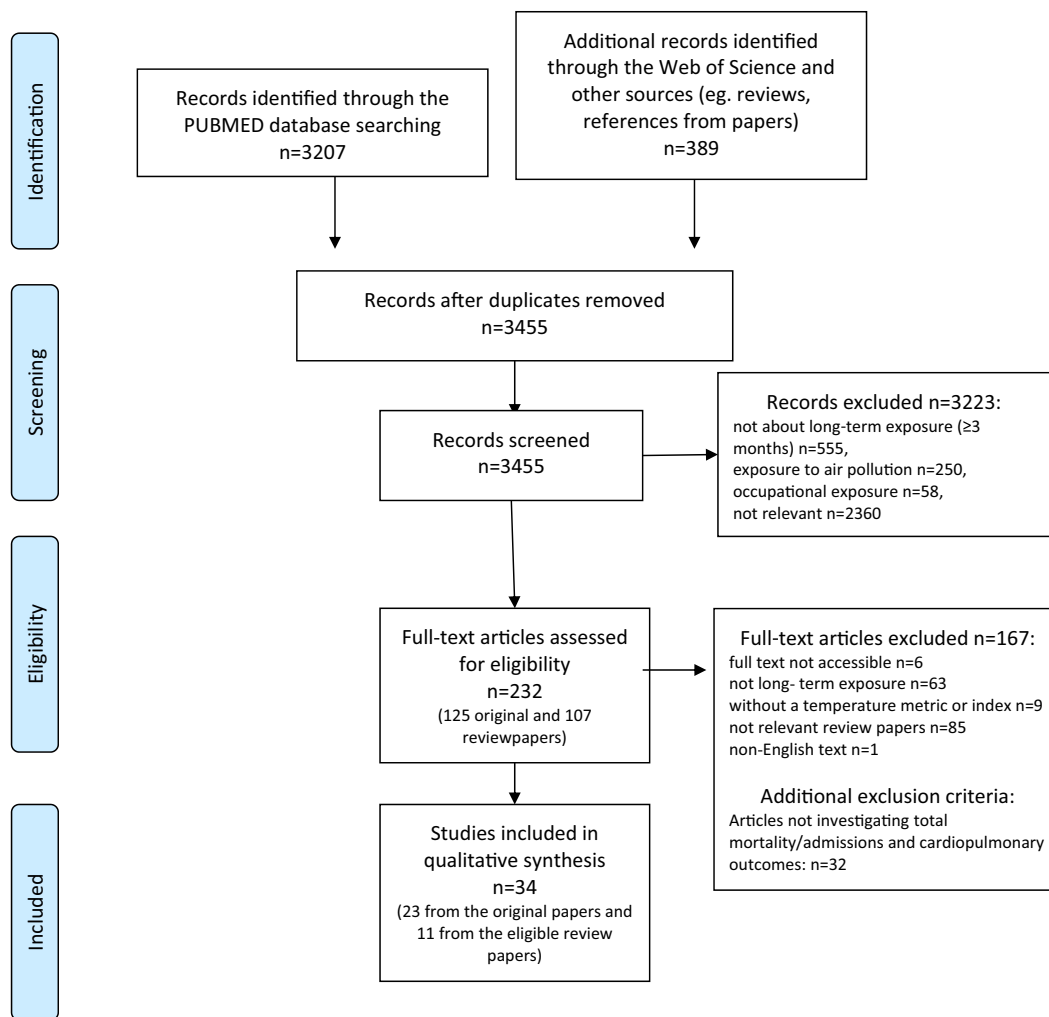 Identification
Records identified through the
PUBMED database searching
n=3207
Additional records identified
through the Web of Science and
other sources (eg. reviews,
references from papers)
n=389
Screening
Records after duplicates removed
n=3455
Records screened
n=3455
Records excluded n=3223:
not about long-term exposure (≥3
months) n=555,
exposure to air pollution n=250,
occupational exposure n=58,
not relevant n=2360
Eligibility
Full-text articles assessed
for eligibility
n=232
(125 original and 107
reviewpapers)
Full-text articles excluded n=167:
full text not accessible n=6
not long- term exposure n=63
without a temperature metric or index n=9
not relevant review papers n=85
non-English text n=1
Additional exclusion criteria:
Articles not investigating total
mortality/admissions and cardiopulmonary
outcomes: n=32
Included
Studies included in
qualitative synthesis
n=34
(23 from the original papers and
11 from the eligible review
papers)